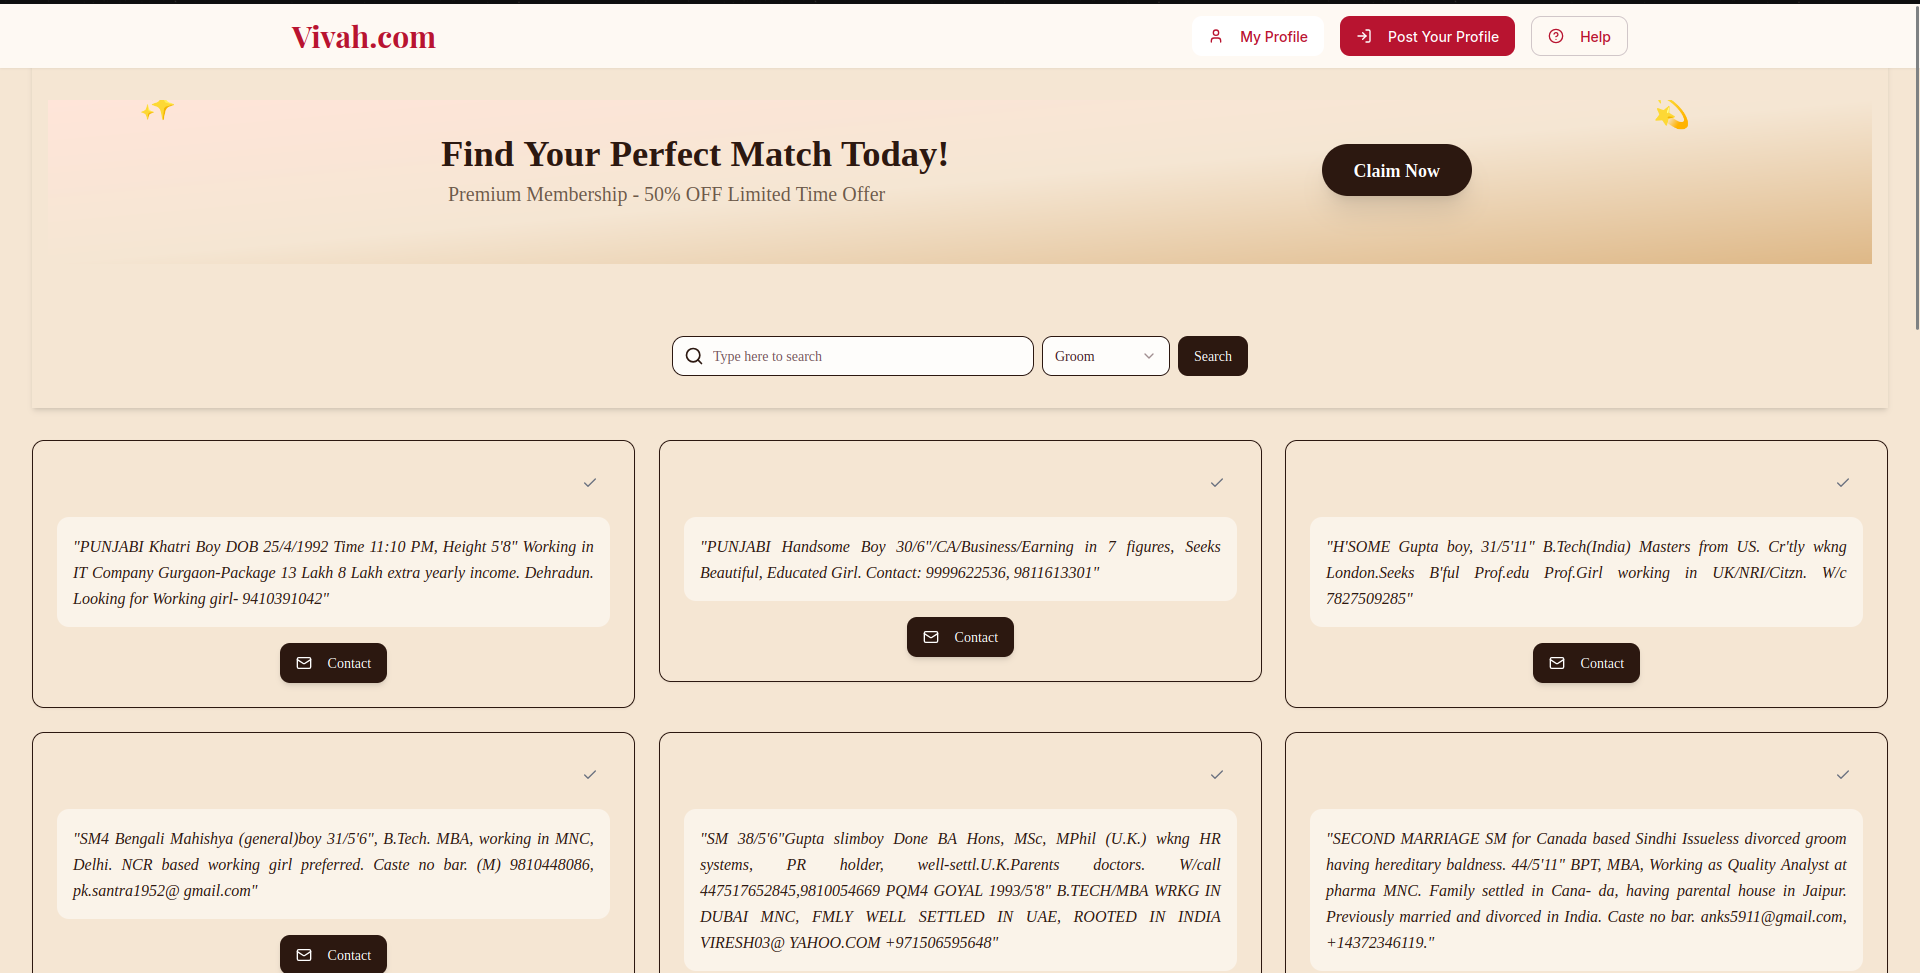 Vivah.com
My Profile
Post Your Profile
Help
Find Your Perfect Match Today!
Premium Membership - 50% OFF Limited Time Offer
Claim Now
Type here to search
Groom
Search
"PUNJABI Khatri Boy DOB 25/4/1992 Time 11:10 PM, Height 5'8" Working in
IT Company Gurgaon-Package 13 Lakh 8 Lakh extra yearly income. Dehradun.
Looking for Working girl- 9410391042"
Contact
"PUNJABI Handsome Boy 30/6"/CA/Business/Earning in 7 figures, Seeks
Beautiful, Educated Girl. Contact: 9999622536, 9811613301"
Contact
"H'SOME Gupta boy, 31/5'11" B.Tech(India) Masters from US. Cr'tly wkng
London.Seeks B'ful Prof.edu Prof.Girl working in UK/NRI/Citzn. W/c
7827509285"
Contact
"SM4 Bengali Mahishya (general)boy 31/5'6", B.Tech. MBA, working in MNC,
Delhi. NCR based working girl preferred. Caste no bar. (M) 9810448086,
pk.santra1952@ gmail.com"
Contact
"SM 38/5'6"Gupta slimboy Done BA Hons, MSc, MPhil (U.K.) wkng HR
systems, PR holder, well-settl.U.K.Parents doctors. W/call
447517652845,9810054669 PQM4 GOYAL 1993/5'8" B.TECH/MBA WRKG IN
DUBAI MNC, FMLY WELL SETTLED IN UAE, ROOTED IN INDIA
VIRESH03@ YAHOO.COM +971506595648"
"SECOND MARRIAGE SM for Canada based Sindhi Issueless divorced groom
having hereditary baldness. 44/5'11" BPT, MBA, Working as Quality Analyst at
pharma MNC. Family settled in Cana- da, having parental house in Jaipur.
Previously married and divorced in India. Caste no bar. anks5911@gmail.com,
+14372346119."